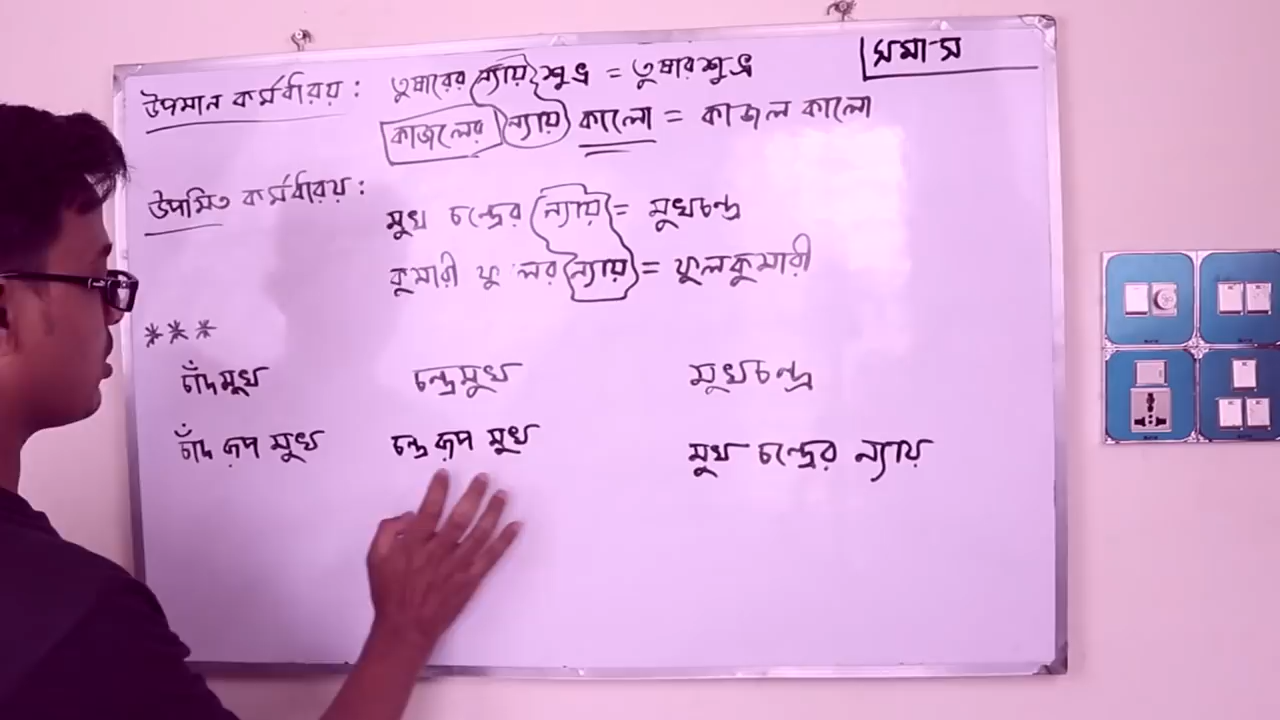 সমাস
উপমান কর্মধারয় : তুষারের ন্যায় শুভ্র = তুষারশুভ্র
কাজলের ন্যায় কালো = কাজল কালো
উপমিত কর্মধারয় :
মুখ চন্দ্রের ন্যায় = মুখচন্দ্র
কুমারী ফুলের ন্যায় = ফুলকুমারী
***
চাঁদমুখ চন্দ্রমুখ মুখচন্দ্র
চাঁদ রূপ মুখ চন্দ্র রূপ মুখ মুখ চন্দ্রের ন্যায়